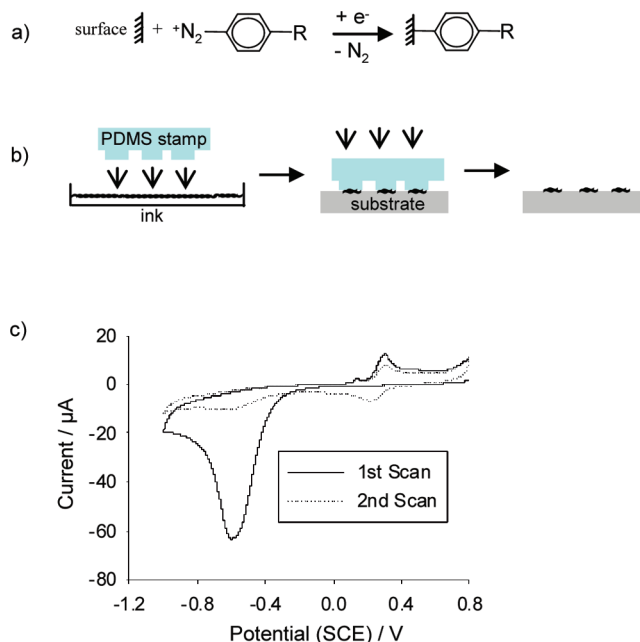 a) surface + ⁺N₂ R + e⁻ - N₂ R
b) PDMS stamp
ink
substrate
c)
20
0
-20
-40
-60
-80
Current / µA
1st Scan
2nd Scan
-1.2 -0.8 -0.4 0.0 0.4 0.8
Potential (SCE) / V